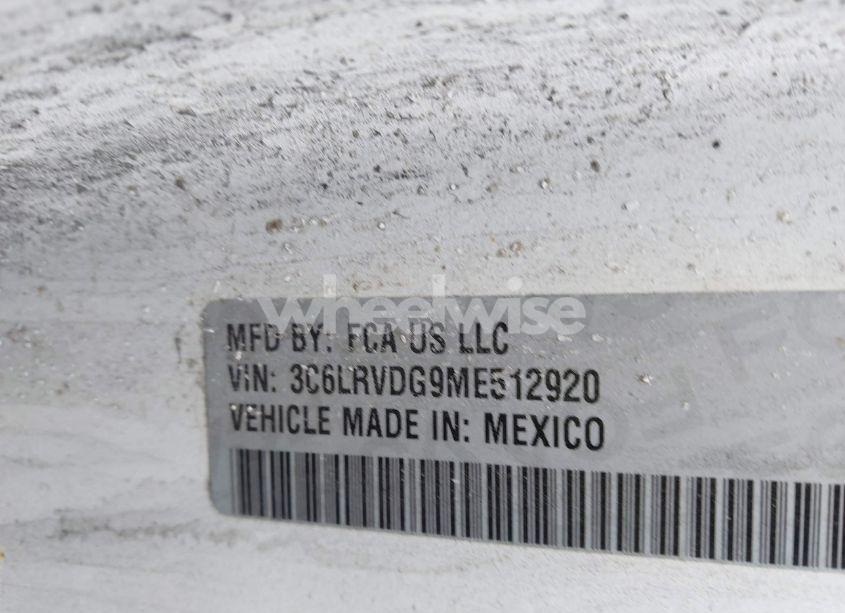 wheelwise
MFD BY: FCA US LLC
VIN: 3C6LRVDG9ME512920
VEHICLE MADE IN: MEXICO